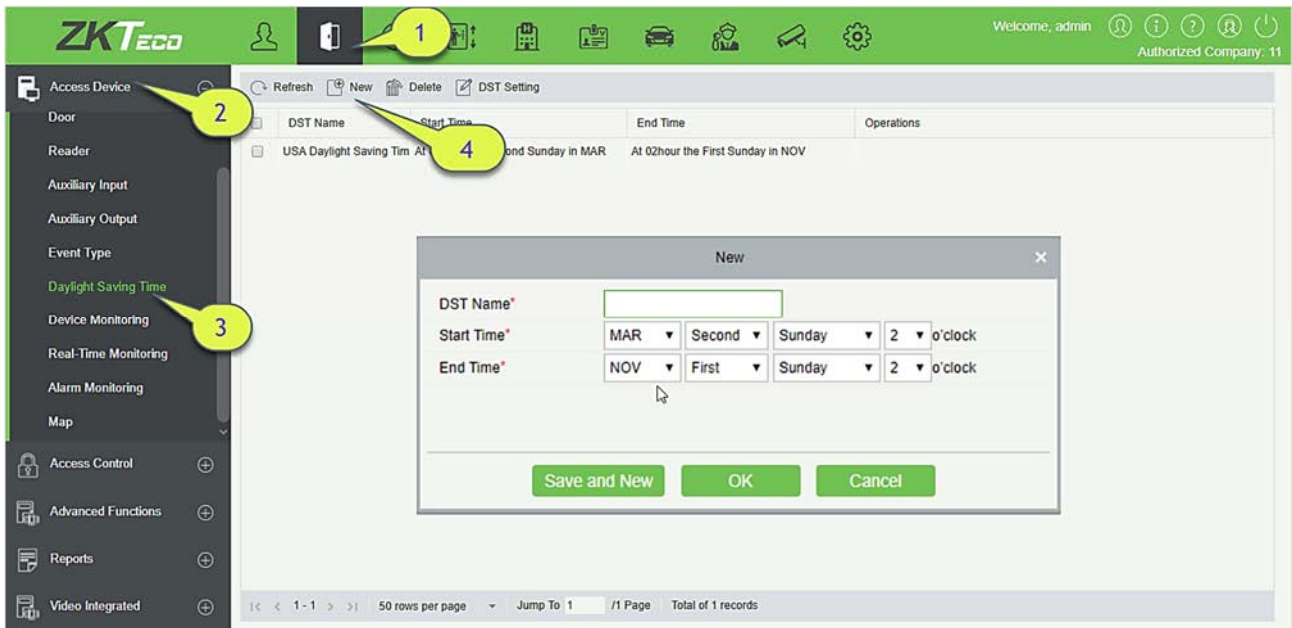 ZKTECO
Welcome, admin
Authorized Company: 11
1
Access Device
2
Refresh New Delete DST Setting
Door
DST Name Start Time End Time Operations
Reader
USA Daylight Saving Tim At ond Sunday in MAR At 02hour the First Sunday in NOV
4
Auxiliary Input
Auxiliary Output
Event Type
Daylight Saving Time
3
Device Monitoring
Real-Time Monitoring
Alarm Monitoring
Map
Access Control
Advanced Functions
Reports
Video Integrated
New
DST Name*
Start Time* MAR Second Sunday 2 o'clock
End Time* NOV First Sunday 2 o'clock
Save and New OK Cancel
1-1 50 rows per page Jump To 1 /1 Page Total of 1 records